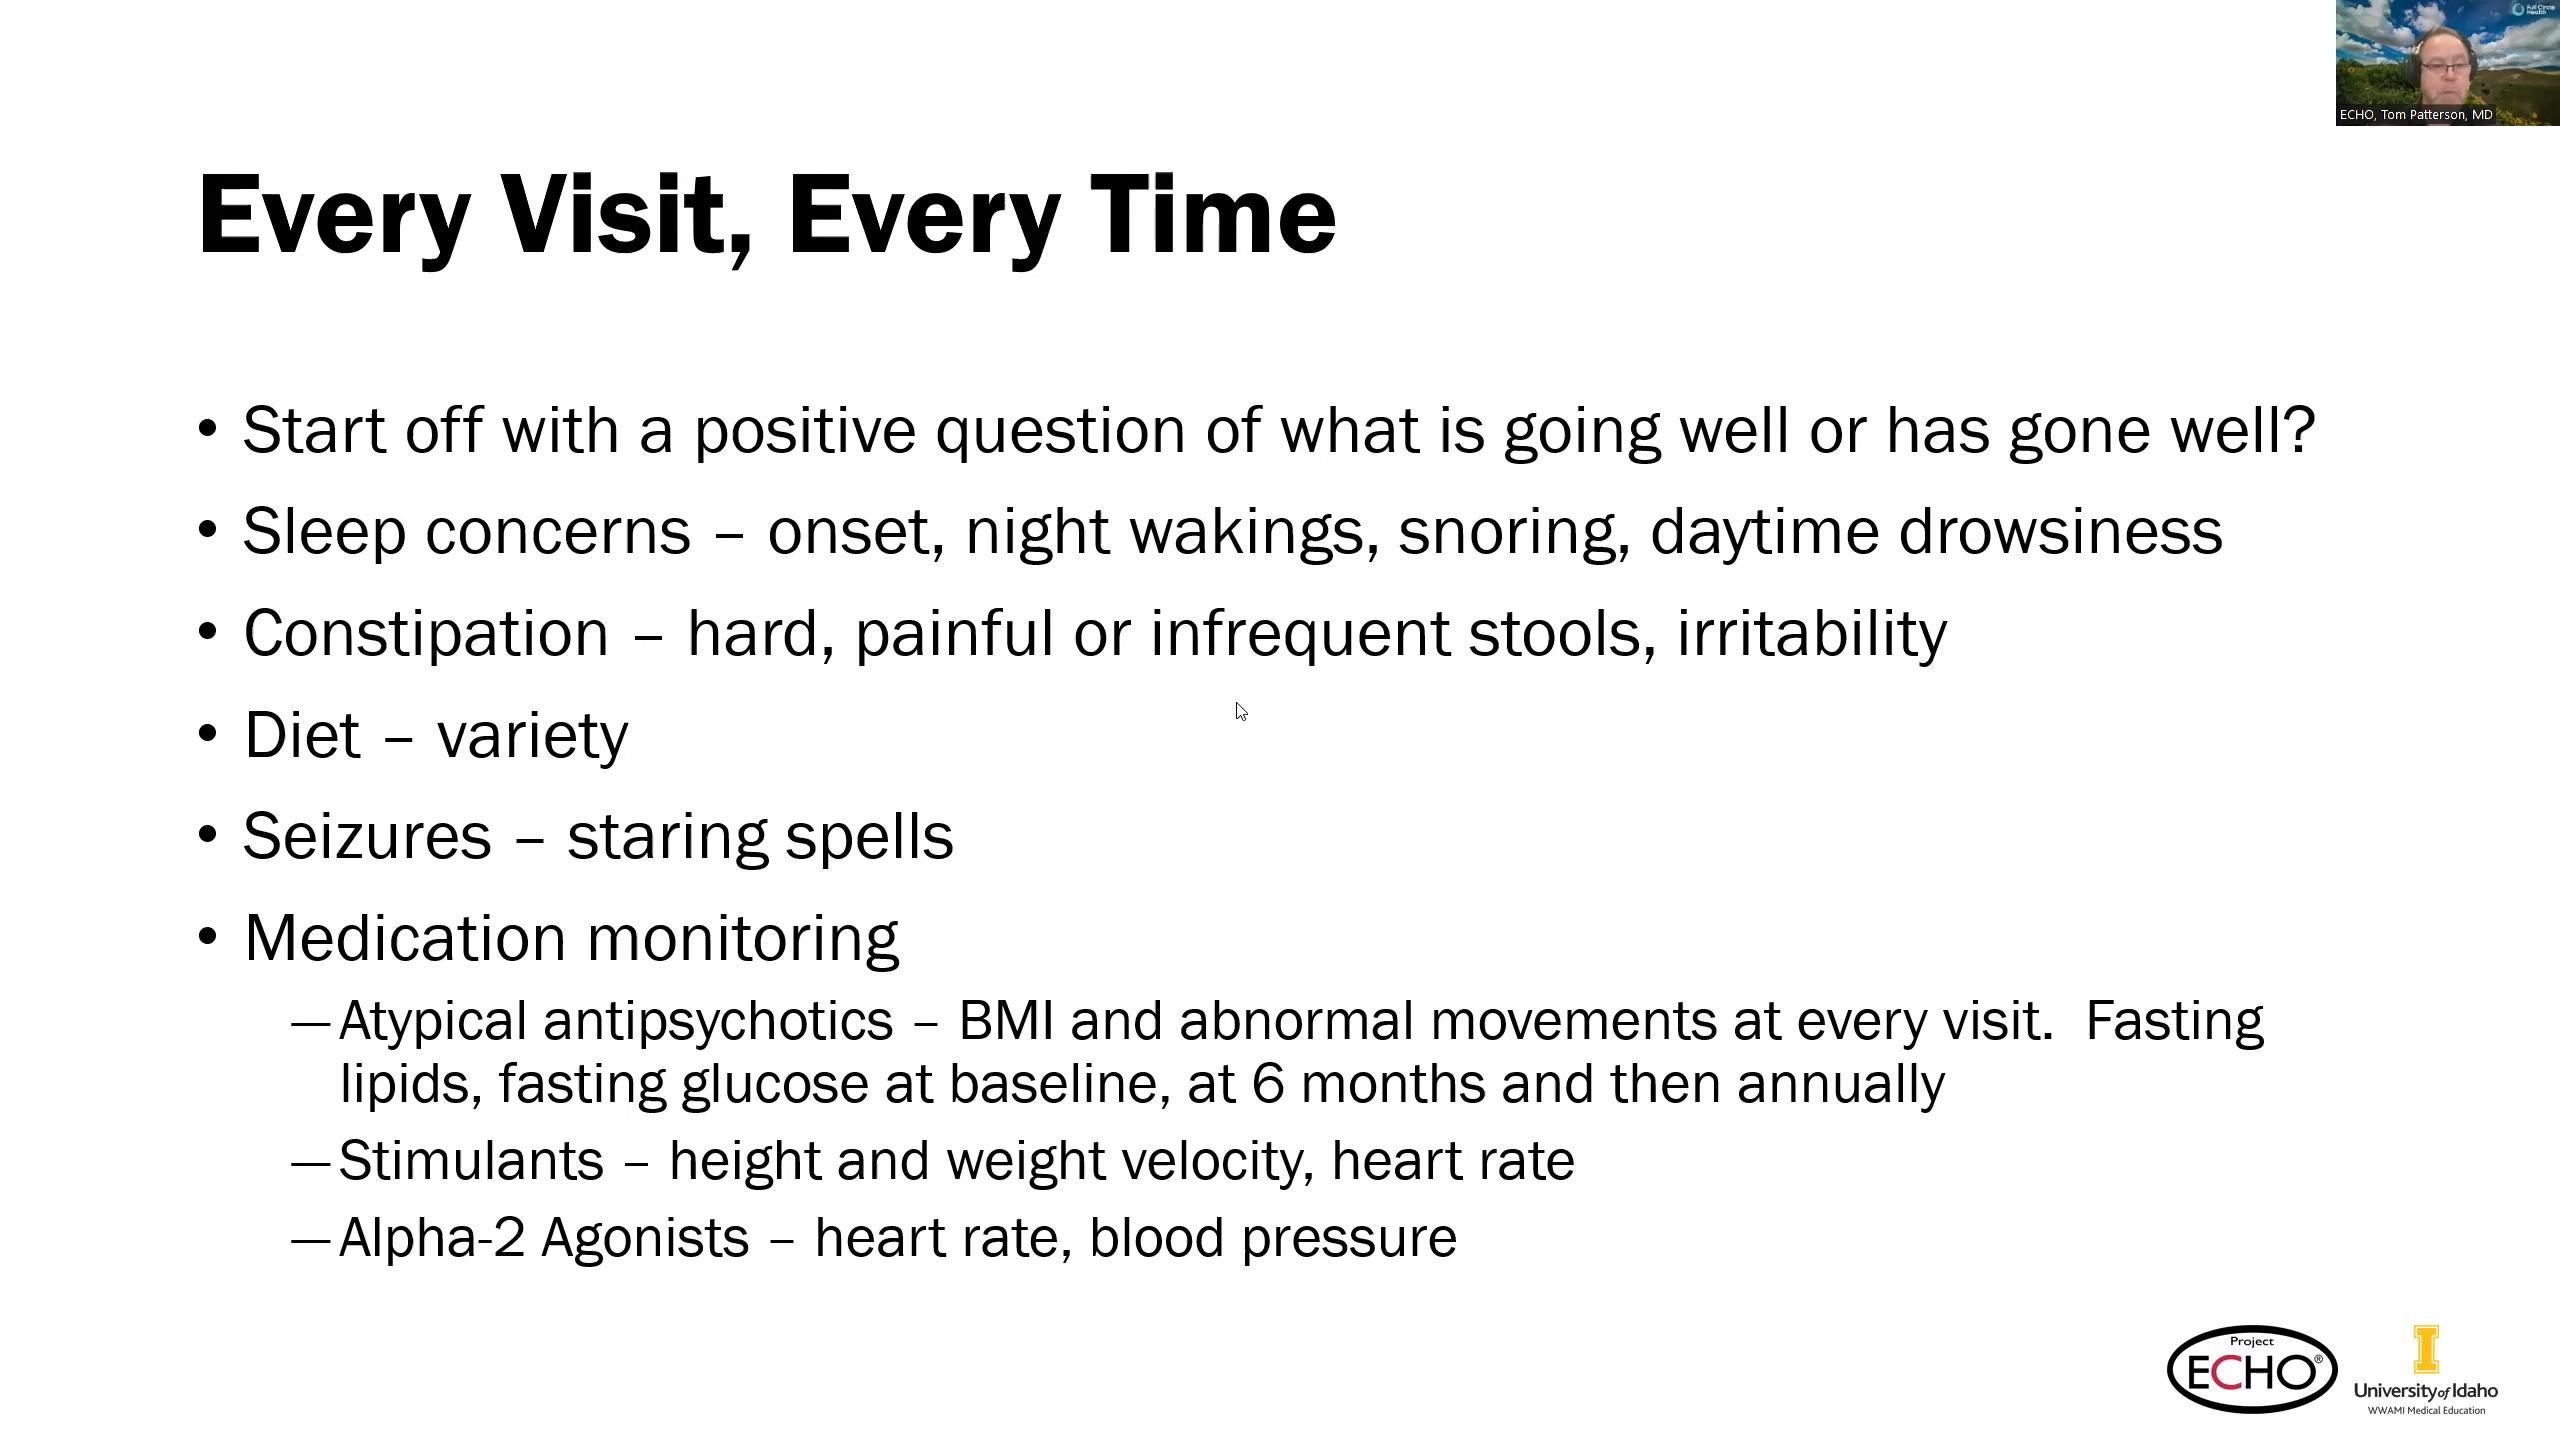 Full Circle
Health
ECHO, Tom Patterson, MD
Every Visit, Every Time
• Start off with a positive question of what is going well or has gone well?
• Sleep concerns – onset, night wakings, snoring, daytime drowsiness
• Constipation – hard, painful or infrequent stools, irritability
• Diet – variety
• Seizures – staring spells
• Medication monitoring
—Atypical antipsychotics – BMI and abnormal movements at every visit.  Fasting
lipids, fasting glucose at baseline, at 6 months and then annually
—Stimulants – height and weight velocity, heart rate
—Alpha-2 Agonists – heart rate, blood pressure
Project
ECHO®
I
University of Idaho
WWAMI Medical Education